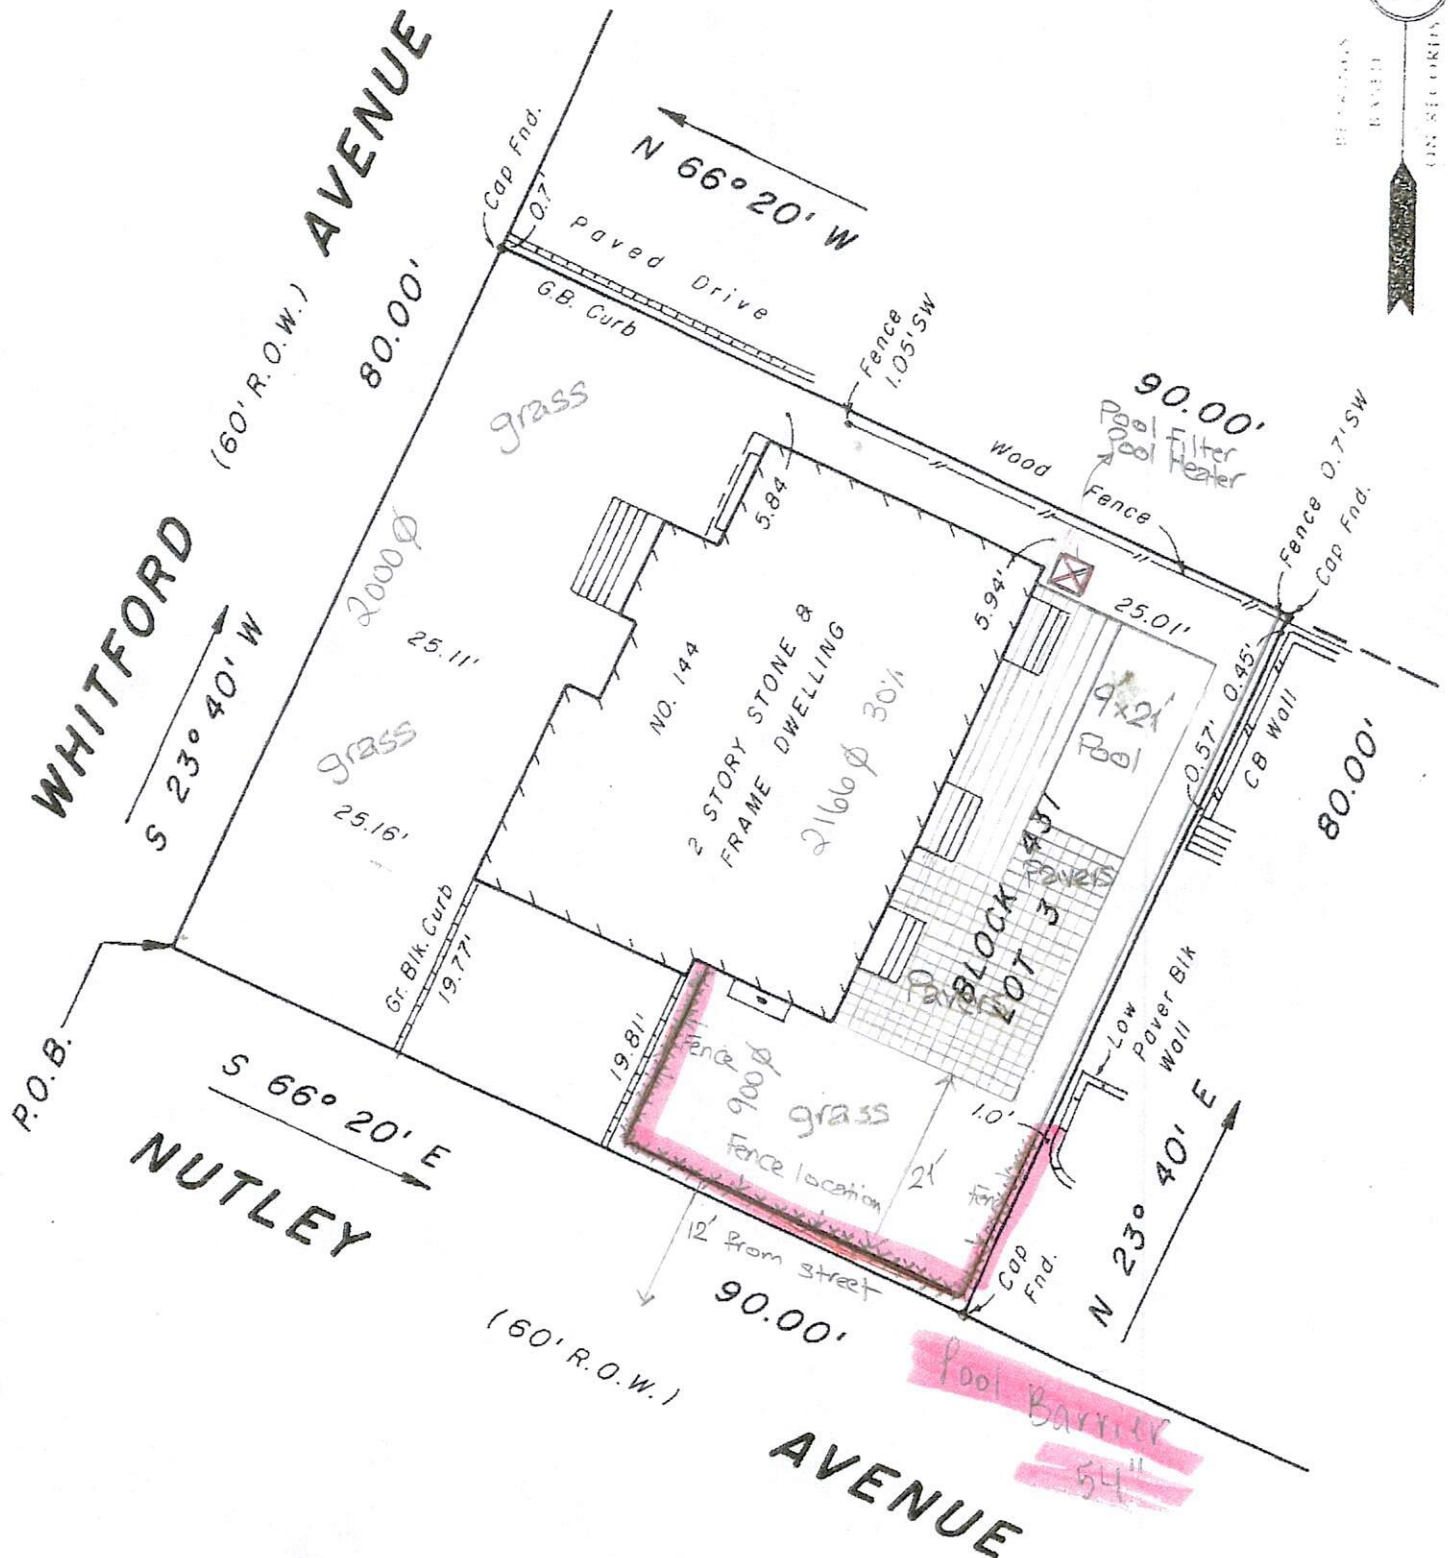 WHITFORD AVENUE
(60' R.O.W.)
S 23° 40' W
80.00'
Cap Fnd.
0.7'
N 66° 20' W
Paved Drive
G.B. Curb
Fence
1.05' SW
90.00'
Pool Filter
Pool Heater
Wood
Fence
Fence 0.7' SW
Cap Fnd.
grass
2000
25.11'
grass
25.16'
5.84
5.94'
25.01'
0.45'
0.57'
CB Wall
80.00'
NO. 144
2 STORY STONE &
FRAME DWELLING
2166 30%
9x21'
Pool
Pavers
BLOCK
LOT 3
Pavers
Gr. Blk. Curb
19.77'
19.81'
Fence
900
grass
Fence location
21'
1.0'
Low
Paver Blk
Wall
Cap
Fnd.
N 23° 40' E
P.O.B.
S 66° 20' E
12' from street
90.00'
(60' R.O.W.)
NUTLEY AVENUE
Pool Barrier
54"